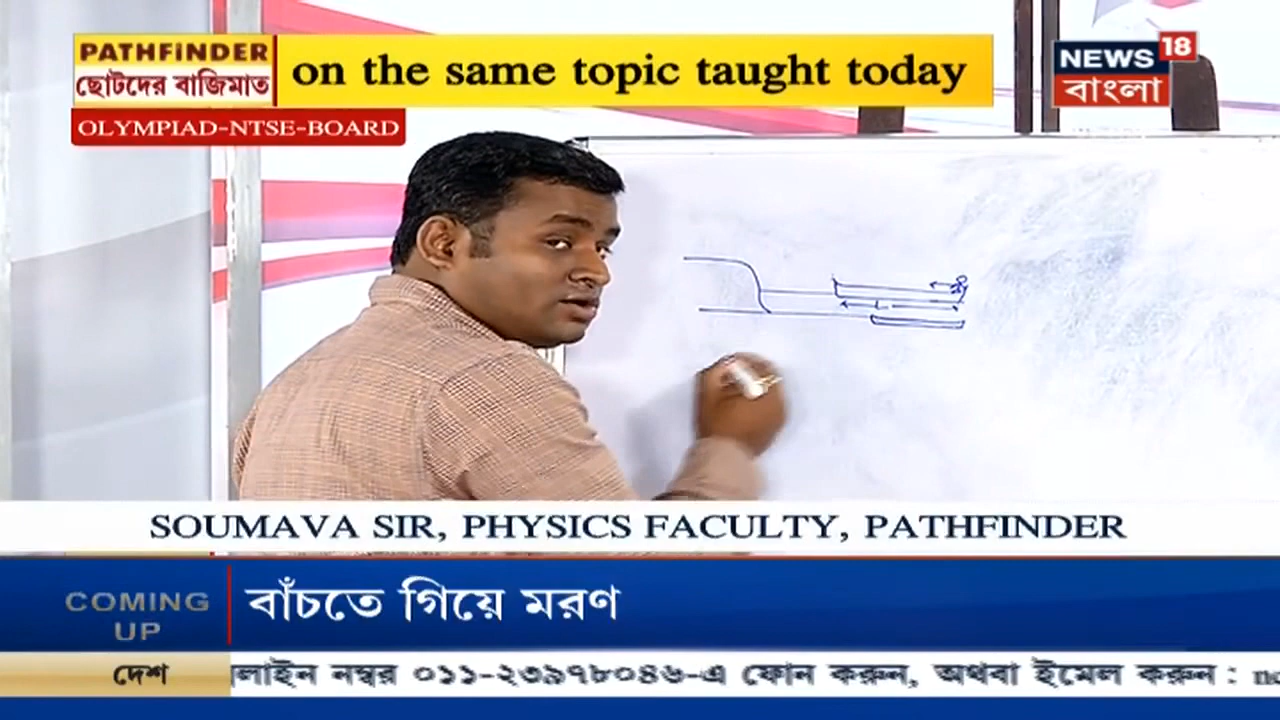 PATHFINDER
ছোটদের বাজিমাত
on the same topic taught today
NEWS 18
বাংলা
OLYMPIAD-NTSE-BOARD
L
SOUMAVA SIR, PHYSICS FACULTY, PATHFINDER
COMING UP
বাঁচতে গিয়ে মরণ
দেশ
লাইন নম্বর ০১১-২৩৯৭৮০৪৬-এ ফোন করুন, অথবা ইমেল করুন :